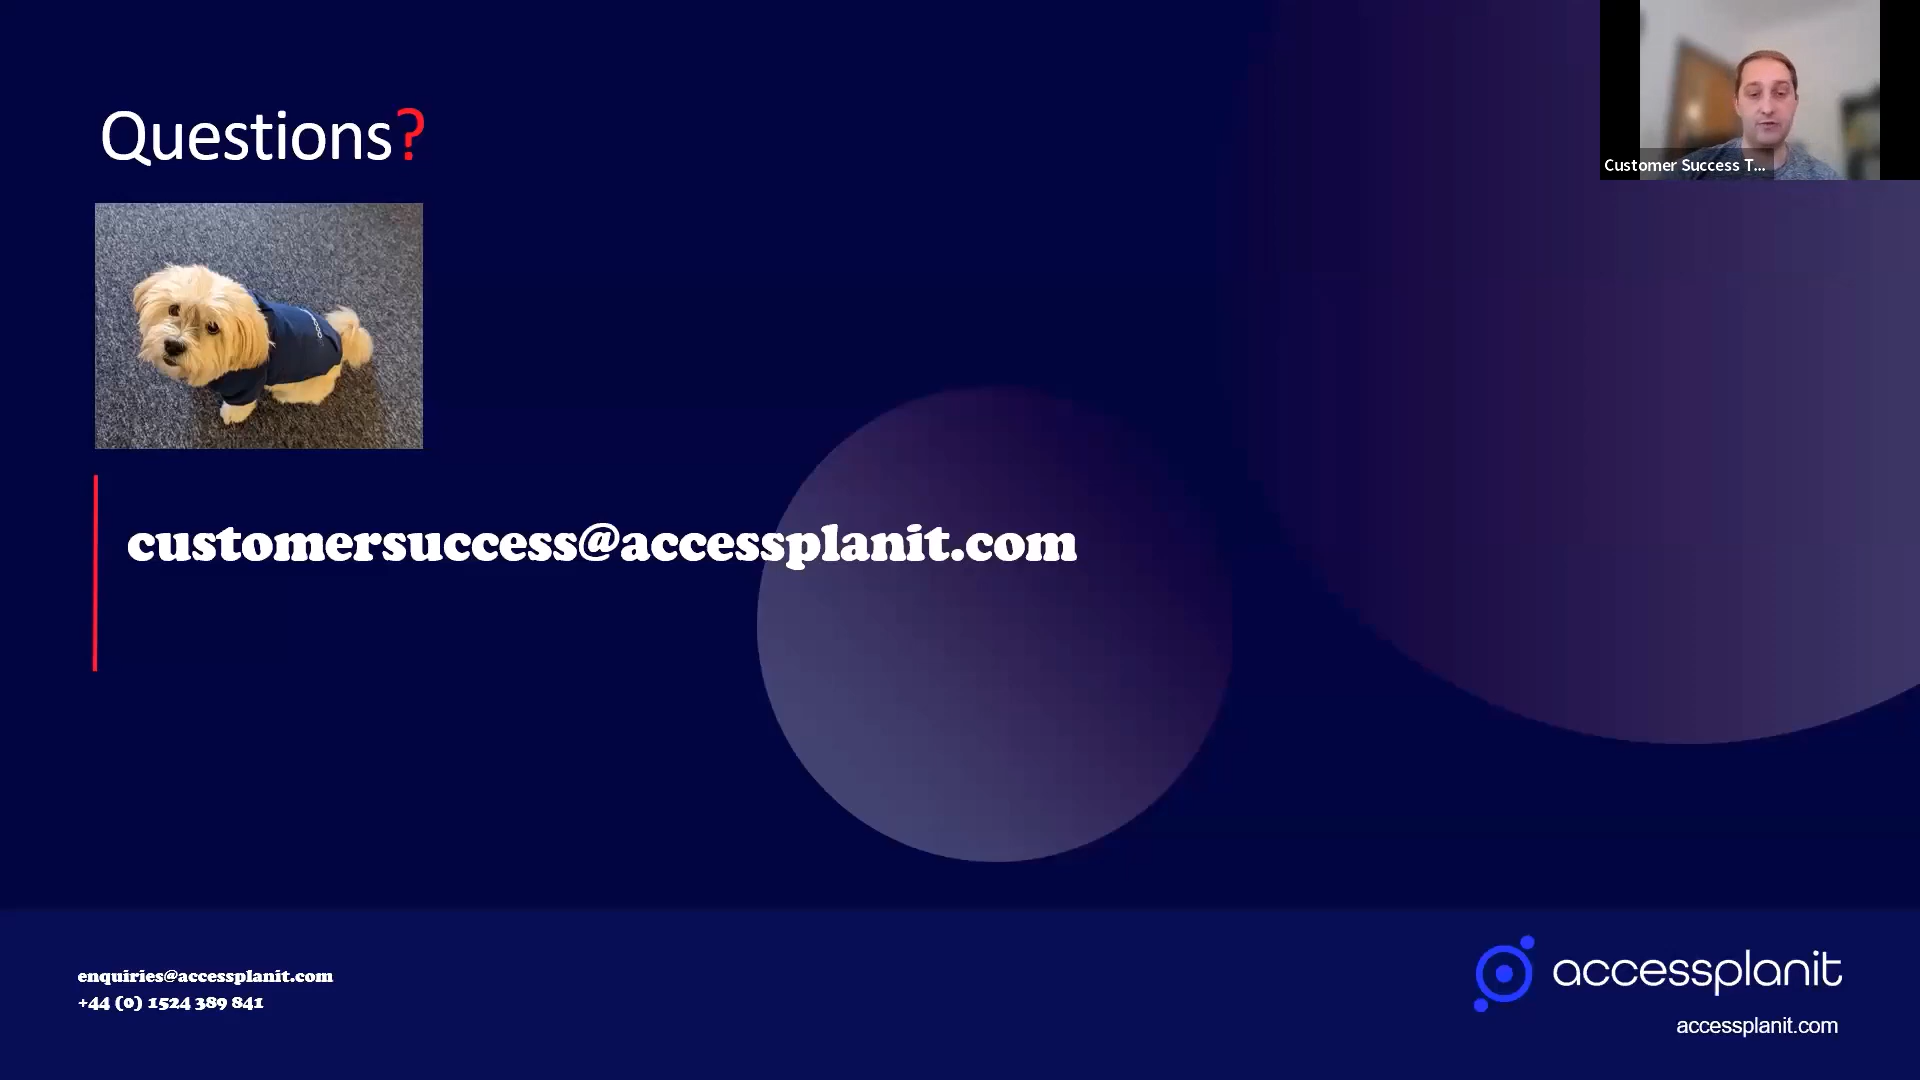 Questions?
Customer Success T...
customersuccess@accessplanit.com
enquiries@accessplanit.com
+44 (0) 1524 389 841
accessplanit
accessplanit.com